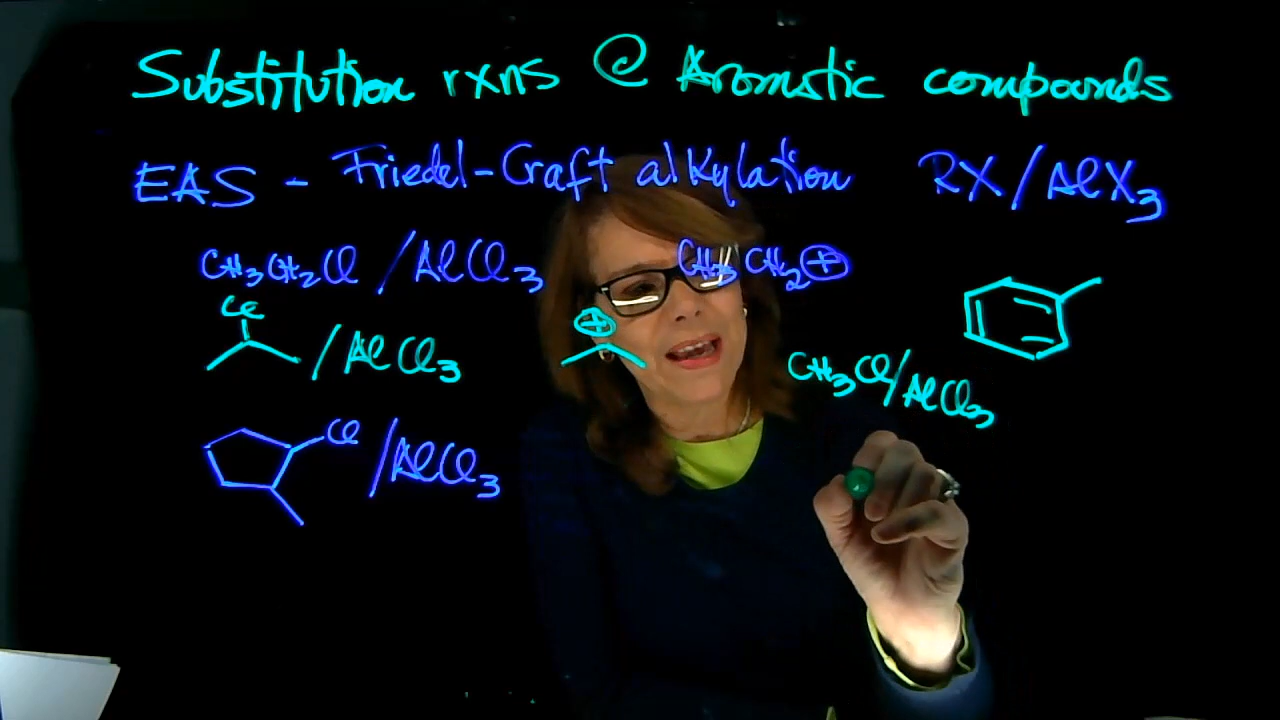 Substitution rxns @ Aromatic compounds
EAS - Friedel-Craft alkylation RX/AlX3
CH3CH2Cl /AlCl3 CH3CH2+
Cl
/AlCl3 +
CH3Cl/AlCl3
Cl /AlCl3